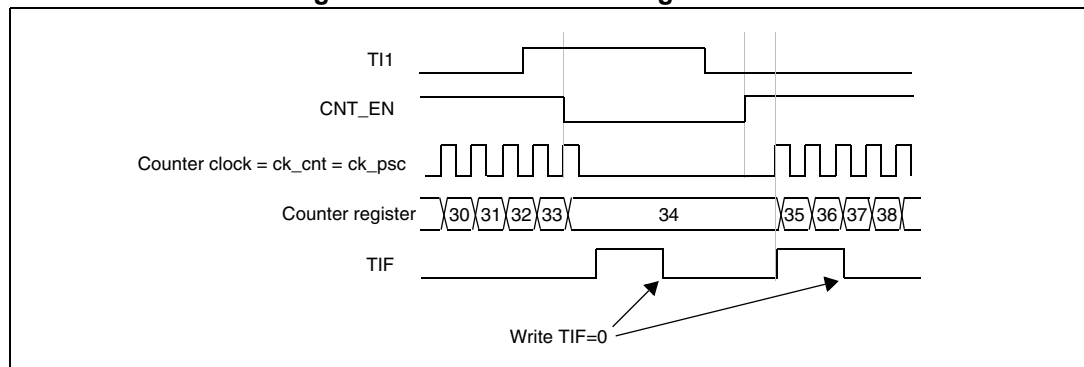 TI1
CNT_EN
Counter clock = ck_cnt = ck_psc
Counter register 30 31 32 33 34 35 36 37 38
TIF
Write TIF=0